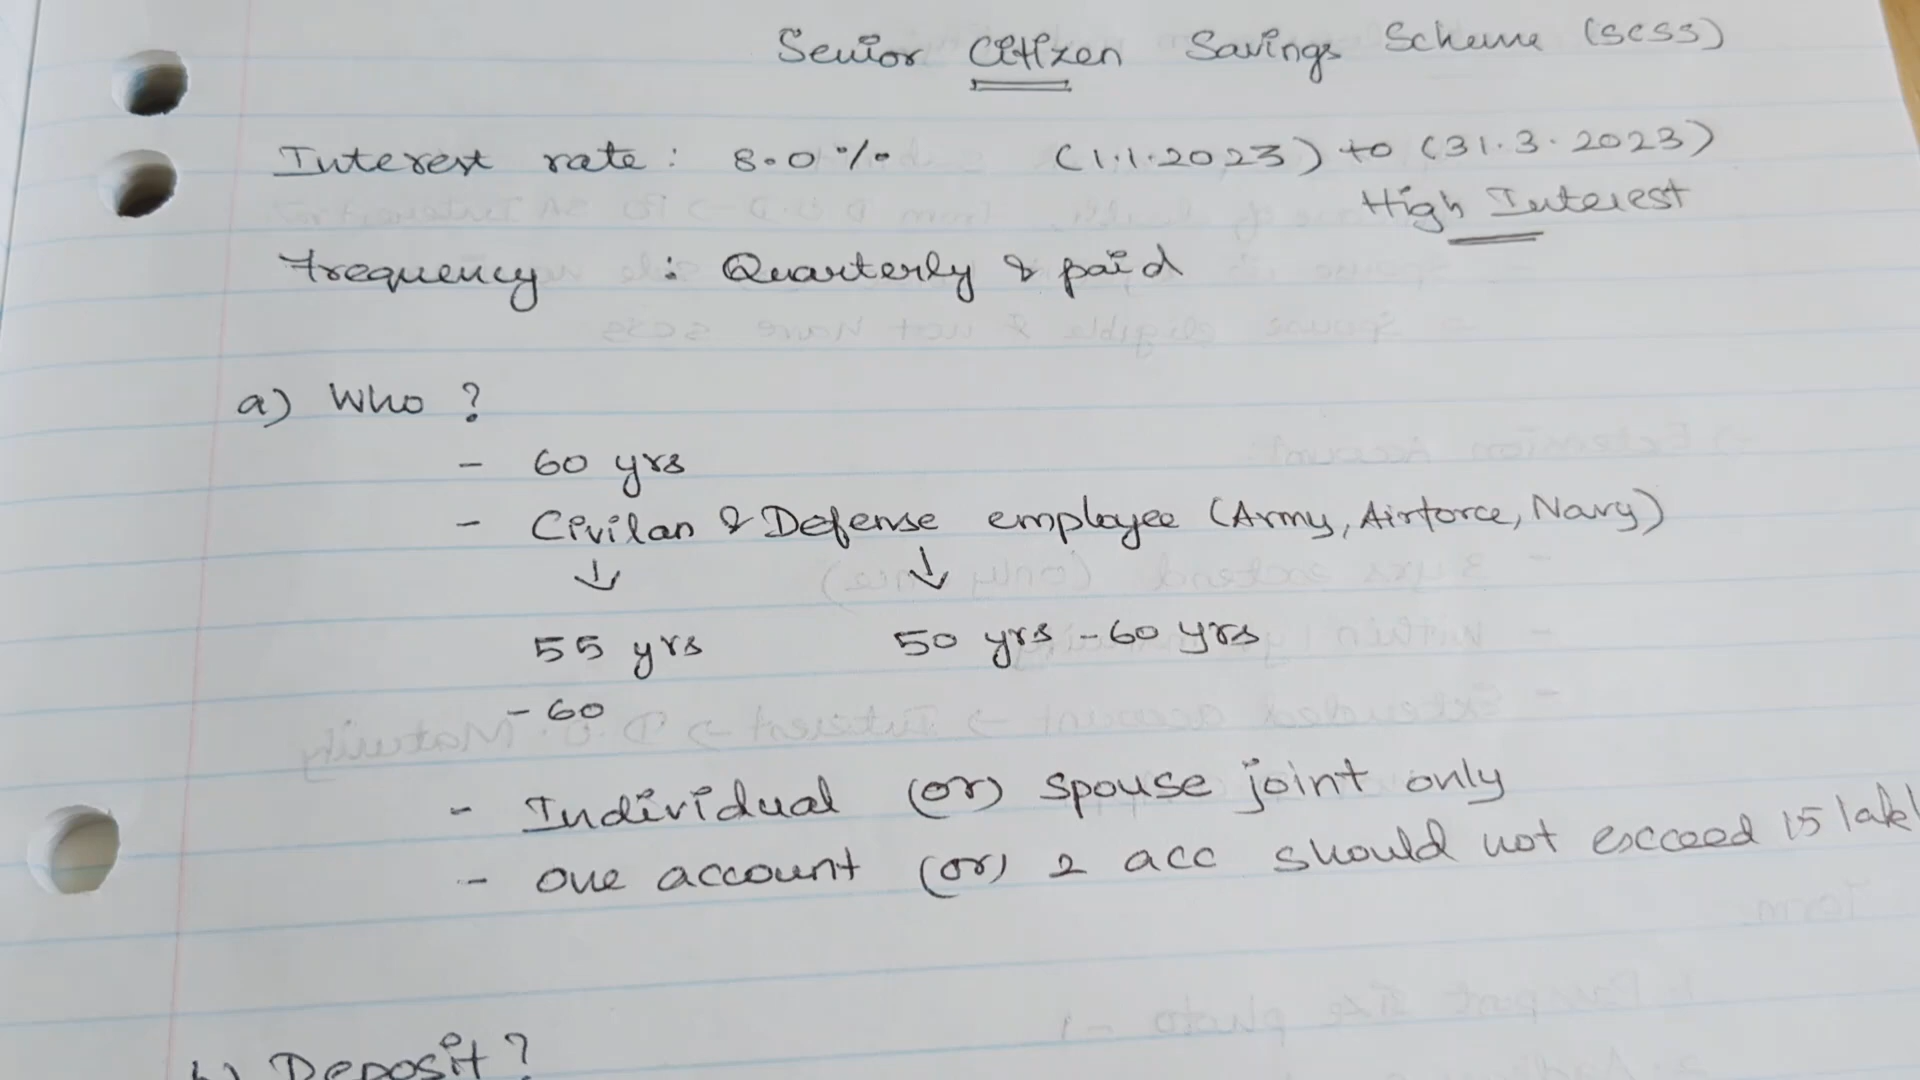 Senior Citizen Savings Scheme (SCSS)
Interest rate : 8.0 % (1.1.2023) to (31.3.2023)
High Interest
Frequency : Quarterly & paid
a) Who ?
- 60 yrs
- Civilan & Defense employee (Army, Airforce, Navy)
↓ ↓
55 yrs 50 yrs - 60 yrs
- 60
- Individual (or) spouse joint only
- one account (or) 2 acc should not exceed 15 lak
b) Deposit ?